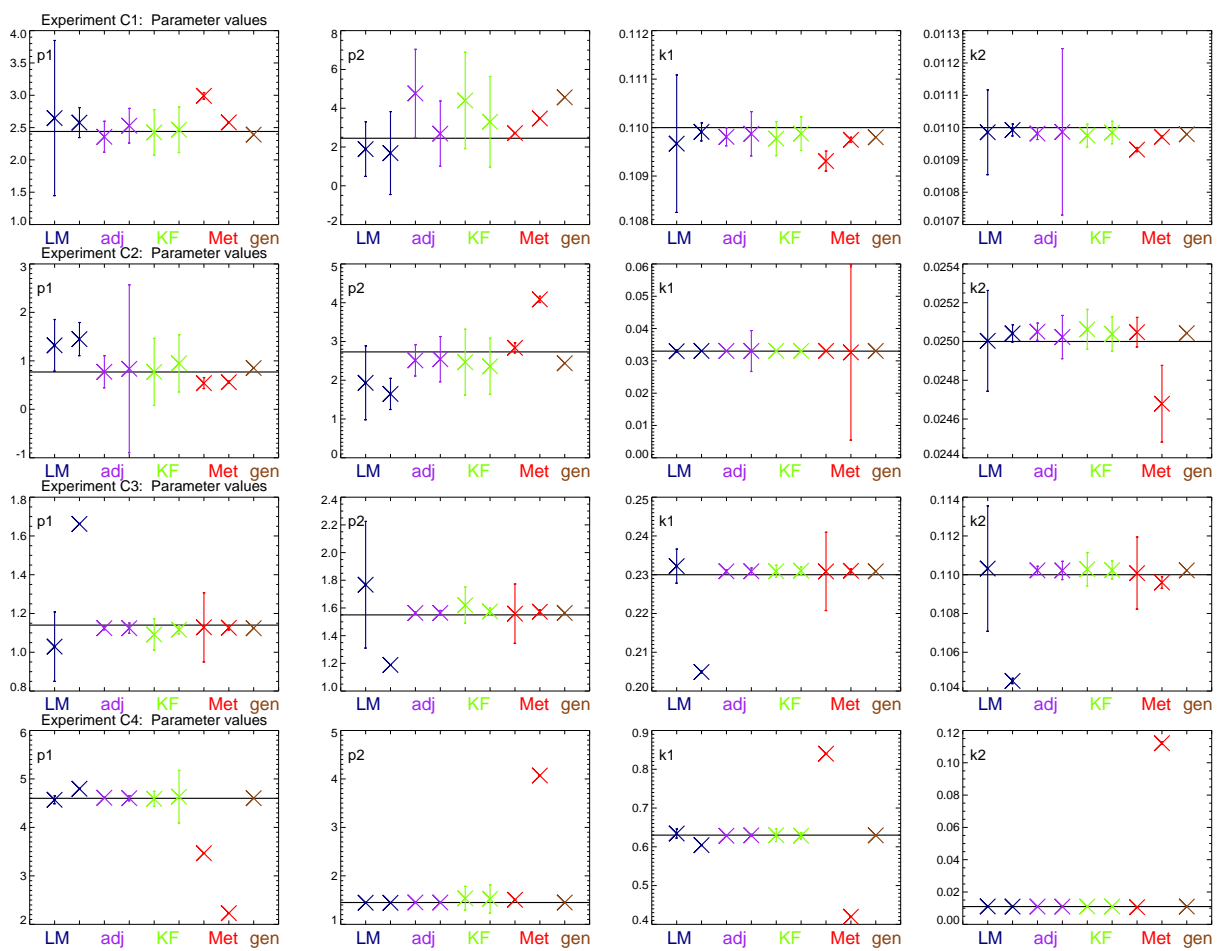 Experiment C1: Parameter values
p1
4.0
3.5
3.0
2.5
2.0
1.5
1.0
LM adj KF Met gen
p2
8
6
4
2
0
-2
LM adj KF Met gen
k1
0.112
0.111
0.110
0.109
0.108
LM adj KF Met gen
k2
0.0113
0.0112
0.0111
0.0110
0.0109
0.0108
0.0107
LM adj KF Met gen
Experiment C2: Parameter values
p1
3
2
1
0
-1
LM adj KF Met gen
p2
5
4
3
2
1
0
LM adj KF Met gen
k1
0.06
0.05
0.04
0.03
0.02
0.01
0.00
LM adj KF Met gen
k2
0.0254
0.0252
0.0250
0.0248
0.0246
0.0244
LM adj KF Met gen
Experiment C3: Parameter values
p1
1.8
1.6
1.4
1.2
1.0
0.8
LM adj KF Met gen
p2
2.4
2.2
2.0
1.8
1.6
1.4
1.2
1.0
LM adj KF Met gen
k1
0.25
0.24
0.23
0.22
0.21
0.20
LM adj KF Met gen
k2
0.114
0.112
0.110
0.108
0.106
0.104
LM adj KF Met gen
Experiment C4: Parameter values
p1
6
5
4
3
2
LM adj KF Met gen
p2
5
4
3
2
1
LM adj KF Met gen
k1
0.9
0.8
0.7
0.6
0.5
0.4
LM adj KF Met gen
k2
0.12
0.10
0.08
0.06
0.04
0.02
0.00
LM adj KF Met gen